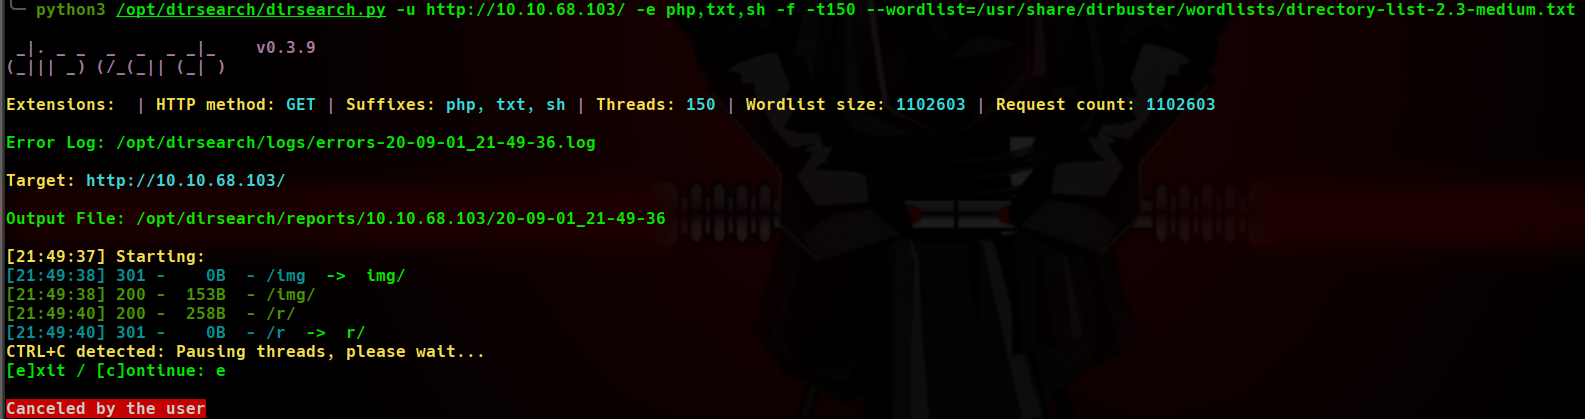 python3 /opt/dirsearch/dirsearch.py -u http://10.10.68.103/ -e php,txt,sh -f -t150 --wordlist=/usr/share/dirbuster/wordlists/directory-list-2.3-medium.txt
 _|. _ _  _  _  _ _|_    v0.3.9
(_||| _) (/_(_|| (_| )
Extensions:  | HTTP method: GET | Suffixes: php, txt, sh | Threads: 150 | Wordlist size: 1102603 | Request count: 1102603
Error Log: /opt/dirsearch/logs/errors-20-09-01_21-49-36.log
Target: http://10.10.68.103/
Output File: /opt/dirsearch/reports/10.10.68.103/20-09-01_21-49-36
[21:49:37] Starting:
[21:49:38] 301 -    0B  - /img  ->  img/
[21:49:38] 200 -  153B  - /img/
[21:49:40] 200 -  258B  - /r/
[21:49:40] 301 -    0B  - /r  ->  r/
CTRL+C detected: Pausing threads, please wait...
[e]xit / [c]ontinue: e
Canceled by the user